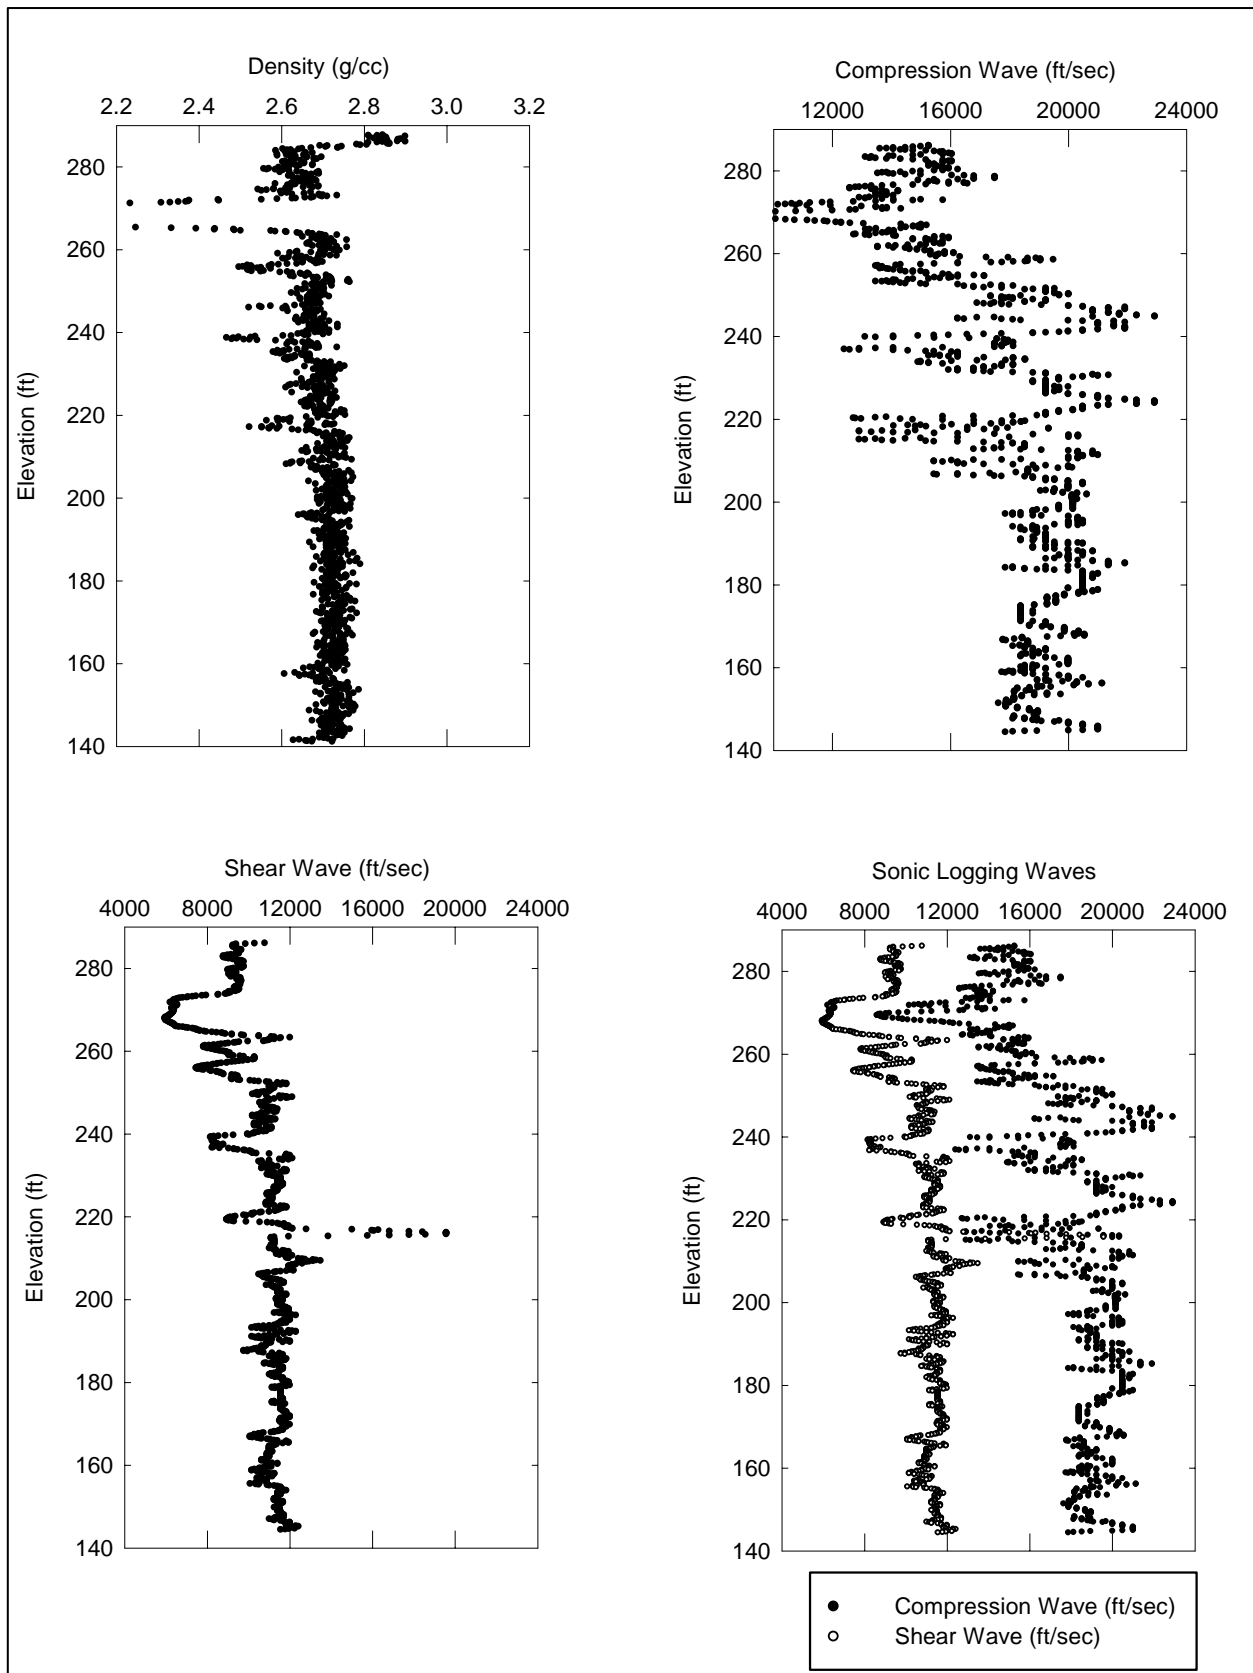 Density (g/cc)
2.2 2.4 2.6 2.8 3.0 3.2
Elevation (ft)
280
260
240
220
200
180
160
140
Compression Wave (ft/sec)
12000 16000 20000 24000
Elevation (ft)
280
260
240
220
200
180
160
140
Shear Wave (ft/sec)
4000 8000 12000 16000 20000 24000
Elevation (ft)
280
260
240
220
200
180
160
140
Sonic Logging Waves
4000 8000 12000 16000 20000 24000
Elevation (ft)
280
260
240
220
200
180
160
140
Compression Wave (ft/sec)
Shear Wave (ft/sec)